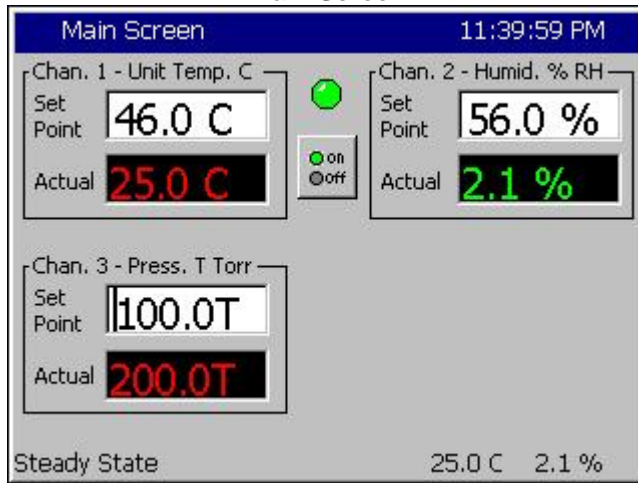 Main Screen 11:39:59 PM
Chan. 1 - Unit Temp. C
Set Point 46.0 C
Actual 25.0 C
on
off
Chan. 2 - Humid. % RH
Set Point 56.0 %
Actual 2.1 %
Chan. 3 - Press. T Torr
Set Point 100.0T
Actual 200.0T
Steady State 25.0 C 2.1 %